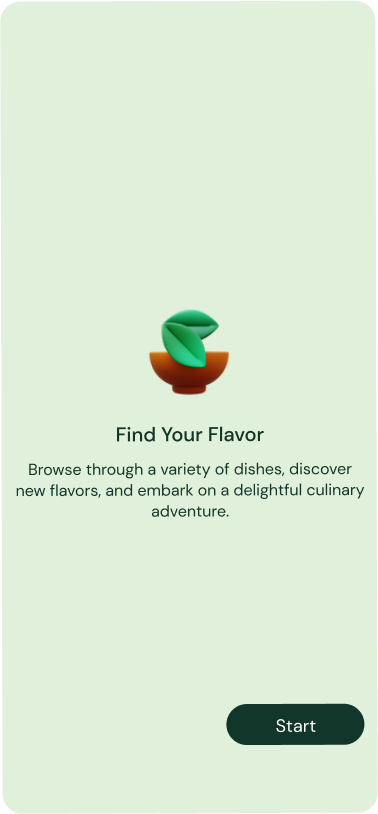 Find Your Flavor
Browse through a variety of dishes, discover
new flavors, and embark on a delightful culinary
adventure.
Start